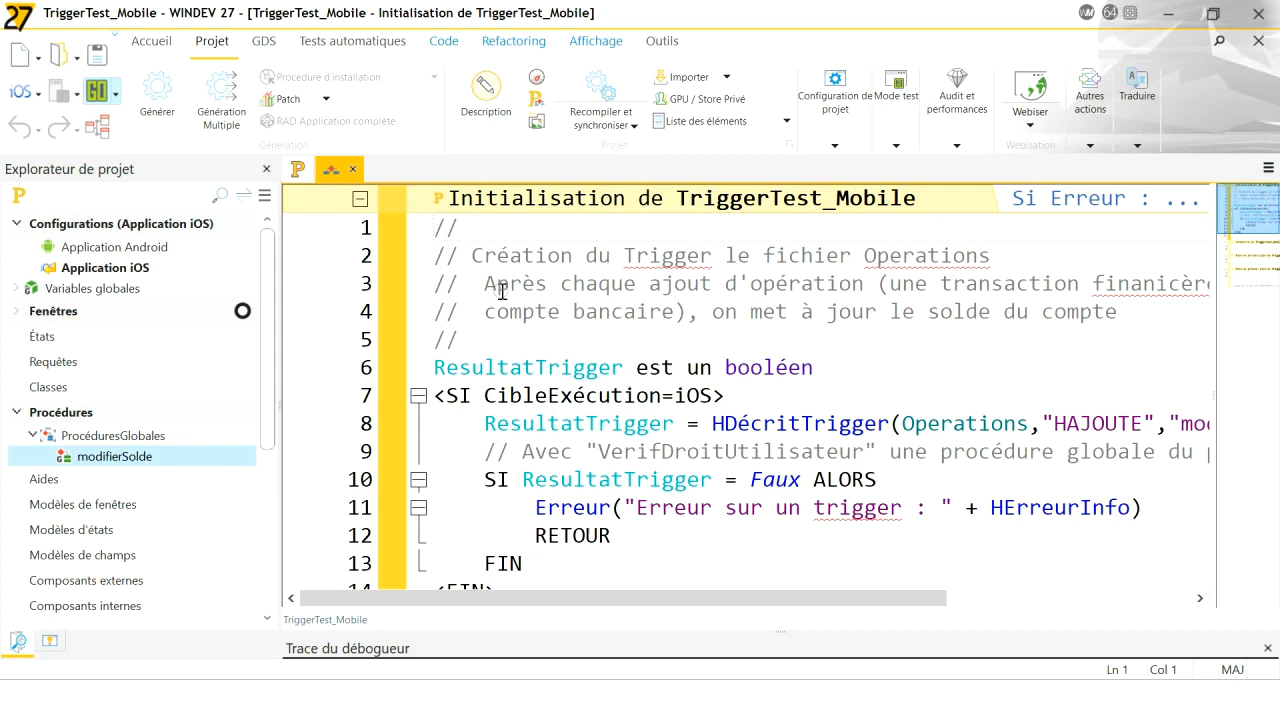 27 TriggerTest_Mobile - WINDEV 27 - [TriggerTest_Mobile - Initialisation de TriggerTest_Mobile]
WM 64
Accueil Projet GDS Tests automatiques Code Refactoring Affichage Outils
iOS GO
Générer
Génération Multiple
Procédure d'installation
Patch
RAD Application complète
Génération
Description
Recompiler et synchroniser
Importer
GPU / Store Privé
Liste des éléments
Projet
Configuration de projet
Mode test
Audit et performances
Webiser
Webisation
Autres actions
Traduire
Explorateur de projet
Configurations (Application iOS)
Application Android
Application iOS
Variables globales
Fenêtres
États
Requêtes
Classes
Procédures
ProcéduresGlobales
modifierSolde
Aides
Modèles de fenêtres
Modèles d'états
Modèles de champs
Composants externes
Composants internes
Initialisation de TriggerTest_Mobile Si Erreur : ...
1 //
2 // Création du Trigger le fichier Operations
3 // Après chaque ajout d'opération (une transaction finanicère
4 // compte bancaire), on met à jour le solde du compte
5 //
6 ResultatTrigger est un booléen
7 <SI CibleExécution=iOS>
8 ResultatTrigger = HDécritTrigger(Operations,"HAJOUTE","mo
9 // Avec "VerifDroitUtilisateur" une procédure globale du p
10 SI ResultatTrigger = Faux ALORS
11 Erreur("Erreur sur un trigger : " + HErreurInfo)
12 RETOUR
13 FIN
14 <FIN>
TriggerTest_Mobile
Trace du débogueur
Ln 1 Col 1 MAJ